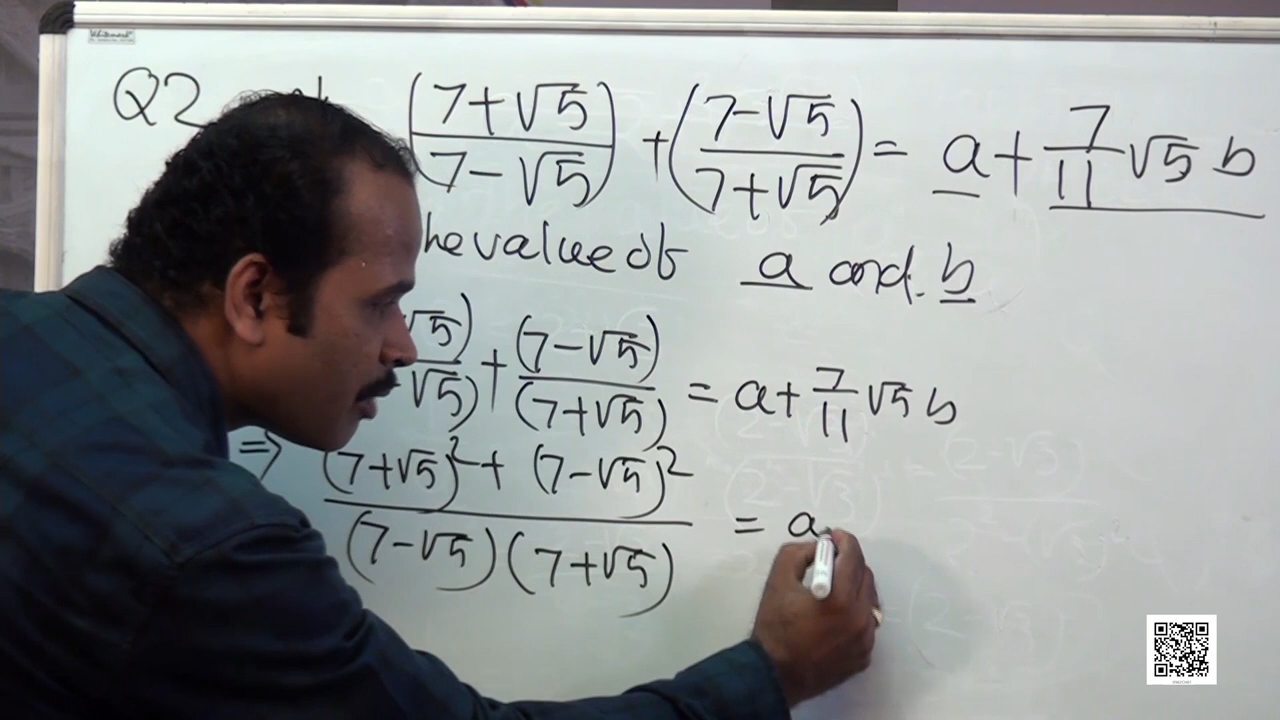 Q2 (7+√5)/(7-√5) + (7-√5)/(7+√5) = a + 7/11 √5 b
he value of a and b
√5)/√5) + (7-√5)/(7+√5) = a + 7/11 √5 b
⇒ (7+√5)² + (7-√5)² / (7-√5)(7+√5) = a